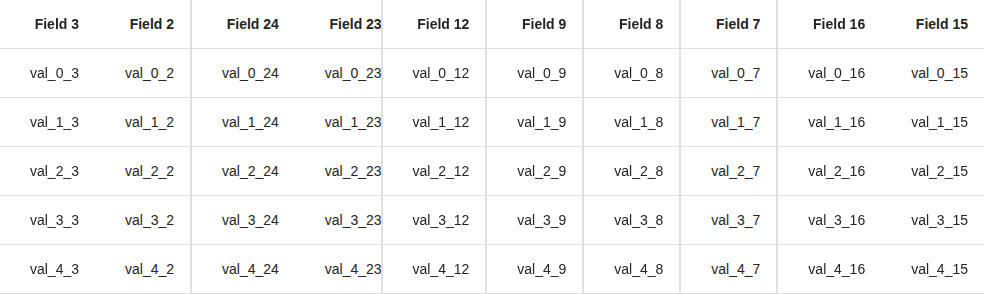 Field 3 Field 2 Field 24 Field 23 Field 12 Field 9 Field 8 Field 7 Field 16 Field 15
val_0_3 val_0_2 val_0_24 val_0_23 val_0_12 val_0_9 val_0_8 val_0_7 val_0_16 val_0_15
val_1_3 val_1_2 val_1_24 val_1_23 val_1_12 val_1_9 val_1_8 val_1_7 val_1_16 val_1_15
val_2_3 val_2_2 val_2_24 val_2_23 val_2_12 val_2_9 val_2_8 val_2_7 val_2_16 val_2_15
val_3_3 val_3_2 val_3_24 val_3_23 val_3_12 val_3_9 val_3_8 val_3_7 val_3_16 val_3_15
val_4_3 val_4_2 val_4_24 val_4_23 val_4_12 val_4_9 val_4_8 val_4_7 val_4_16 val_4_15